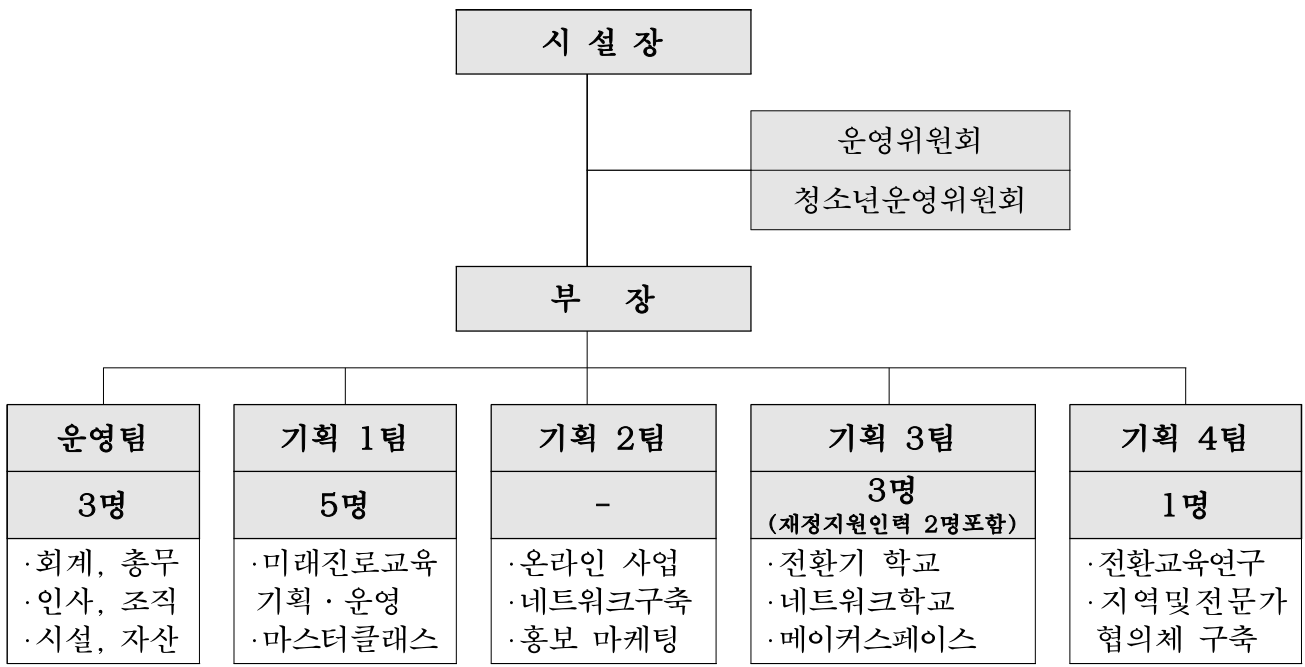 시 설 장
운영위원회
청소년운영위원회
부 장
운영팀
3명
·회계, 총무
·인사, 조직
·시설, 자산
기획 1팀
5명
·미래진로교육
기획·운영
·마스터클래스
기획 2팀
-
·온라인 사업
·네트워크구축
·홍보 마케팅
기획 3팀
3명
(재정지원인력 2명포함)
·전환기 학교
·네트워크학교
·메이커스페이스
기획 4팀
1명
·전환교육연구
·지역및전문가
협의체 구축